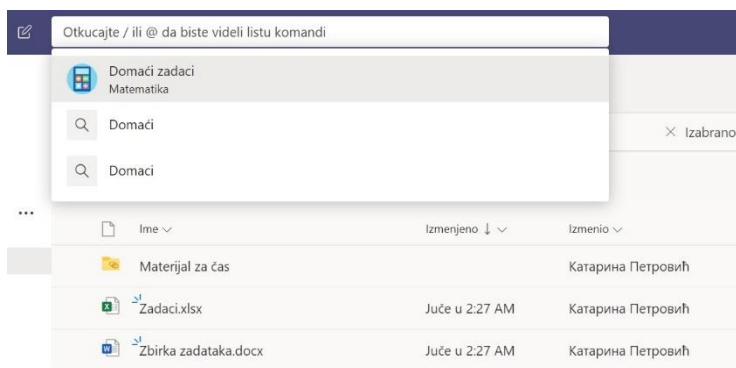 Otkucajte / ili @ da biste videli listu komandi
Domaći zadaci
Matematika
Domaći
Domaci
Izabrano
Ime Izmenjeno ↓ Izmenio
Materijal za čas Катарина Петровић
Zadaci.xlsx Juče u 2:27 AM Катарина Петровић
Zbirka zadataka.docx Juče u 2:27 AM Катарина Петровић